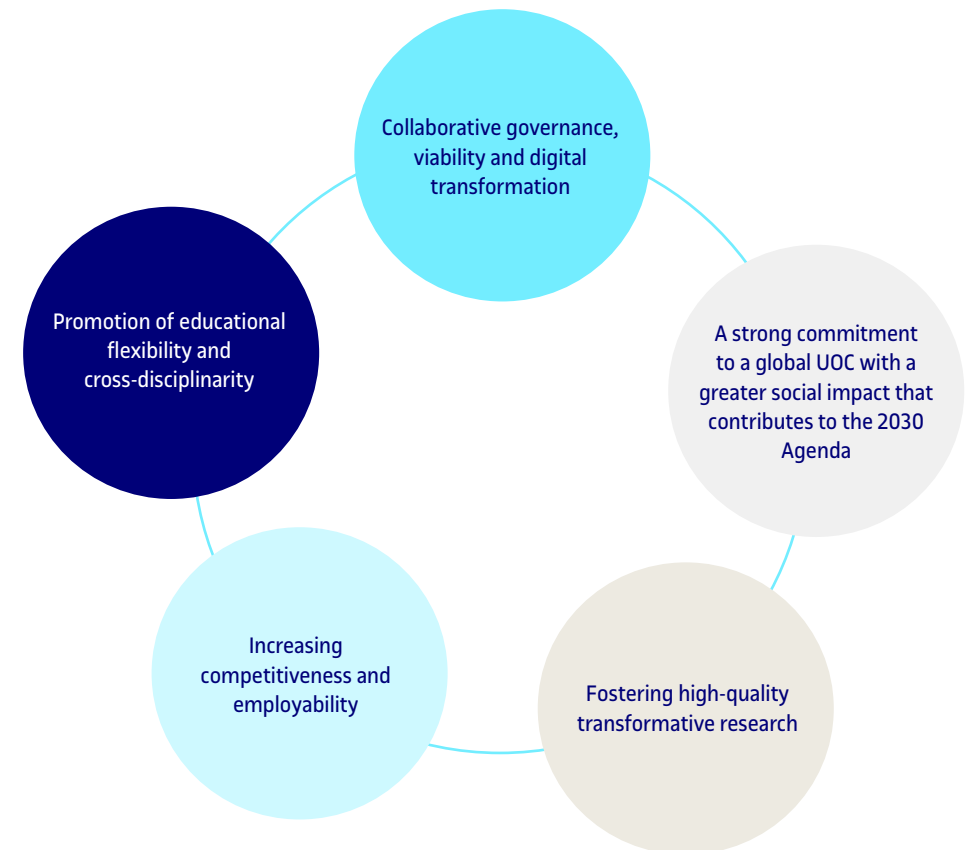 Collaborative governance,
viability and digital
transformation
Promotion of educational
flexibility and
cross-disciplinarity
A strong commitment
to a global UOC with a
greater social impact that
contributes to the 2030
Agenda
Increasing
competitiveness and
employability
Fostering high-quality
transformative research